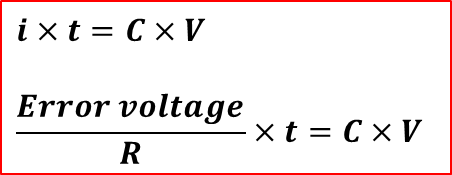 i × t = C × V
Error voltage / R × t = C × V